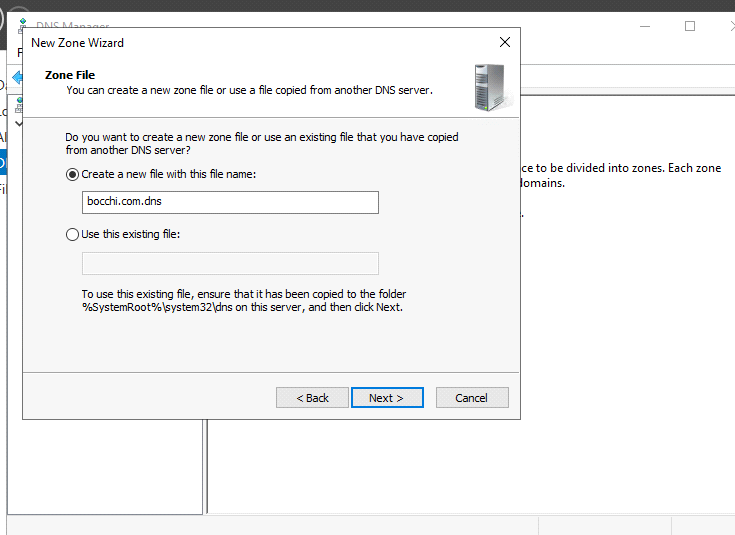 DNS Manager
New Zone Wizard
Zone File
You can create a new zone file or use a file copied from another DNS server.
Do you want to create a new zone file or use an existing file that you have copied
from another DNS server?
Create a new file with this file name:
bocchi.com.dns
Use this existing file:
To use this existing file, ensure that it has been copied to the folder
%SystemRoot%\system32\dns on this server, and then click Next.
< Back
Next >
Cancel
ce to be divided into zones. Each zone
omains.